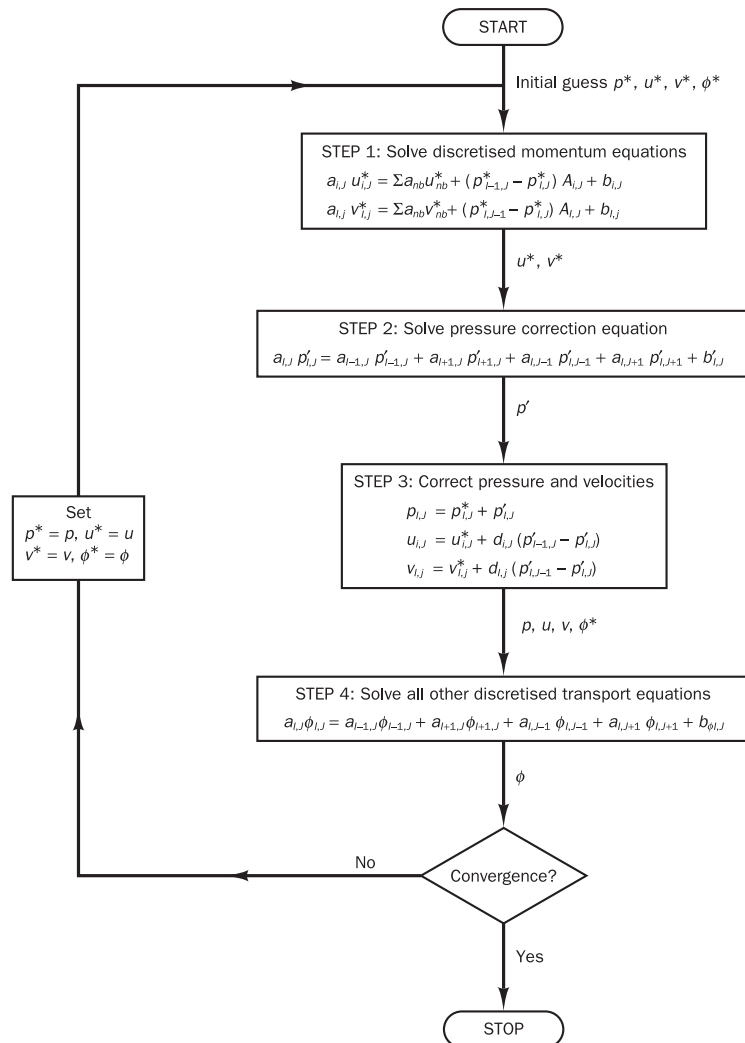 START
Initial guess p*, u*, v*, ϕ*
STEP 1: Solve discretised momentum equations
a_{i,J} u*_{i,J} = Σa_{nb}u*_{nb} + (p*_{I–1,J} – p*_{I,J}) A_{i,J} + b_{i,J}
a_{I,j} v*_{I,j} = Σa_{nb}v*_{nb} + (p*_{I,J–1} – p*_{I,J}) A_{I,J} + b_{I,j}
u*, v*
STEP 2: Solve pressure correction equation
a_{I,J} p′_{I,J} = a_{I–1,J} p′_{I–1,J} + a_{I+1,J} p′_{I+1,J} + a_{I,J–1} p′_{I,J–1} + a_{I,J+1} p′_{I,J+1} + b′_{I,J}
p′
STEP 3: Correct pressure and velocities
p_{I,J} = p*_{I,J} + p′_{I,J}
u_{i,J} = u*_{i,J} + d_{i,J} (p′_{I–1,J} – p′_{I,J})
v_{I,j} = v*_{I,j} + d_{I,j} (p′_{I,J–1} – p′_{I,J})
Set
p* = p, u* = u
v* = v, ϕ* = ϕ
p, u, v, ϕ*
STEP 4: Solve all other discretised transport equations
a_{I,J}ϕ_{I,J} = a_{I–1,J}ϕ_{I–1,J} + a_{I+1,J}ϕ_{I+1,J} + a_{I,J–1} ϕ_{I,J–1} + a_{I,J+1} ϕ_{I,J+1} + b_{ϕI,J}
ϕ
No
Convergence?
Yes
STOP